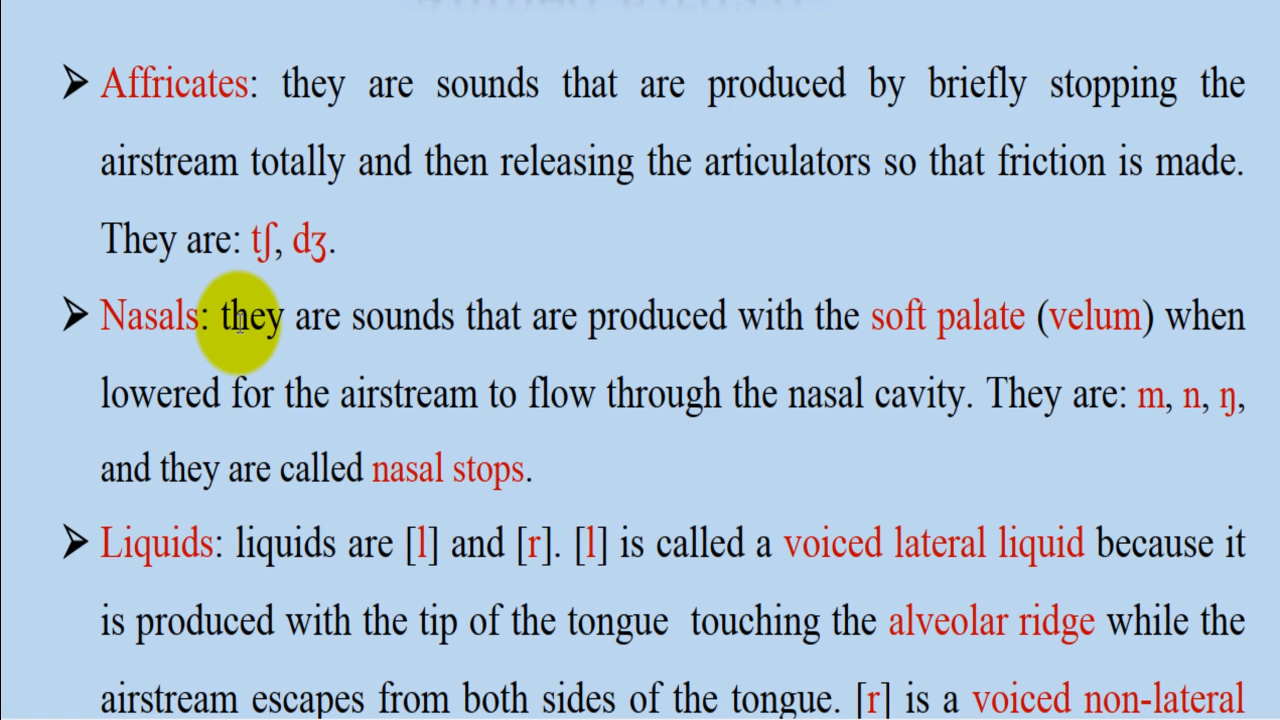 ➢ Affricates: they are sounds that are produced by briefly stopping the
airstream totally and then releasing the articulators so that friction is made.
They are: tʃ, dʒ.
➢ Nasals: they are sounds that are produced with the soft palate (velum) when
lowered for the airstream to flow through the nasal cavity. They are: m, n, ŋ,
and they are called nasal stops.
➢ Liquids: liquids are [l] and [r]. [l] is called a voiced lateral liquid because it
is produced with the tip of the tongue touching the alveolar ridge while the
airstream escapes from both sides of the tongue. [r] is a voiced non-lateral